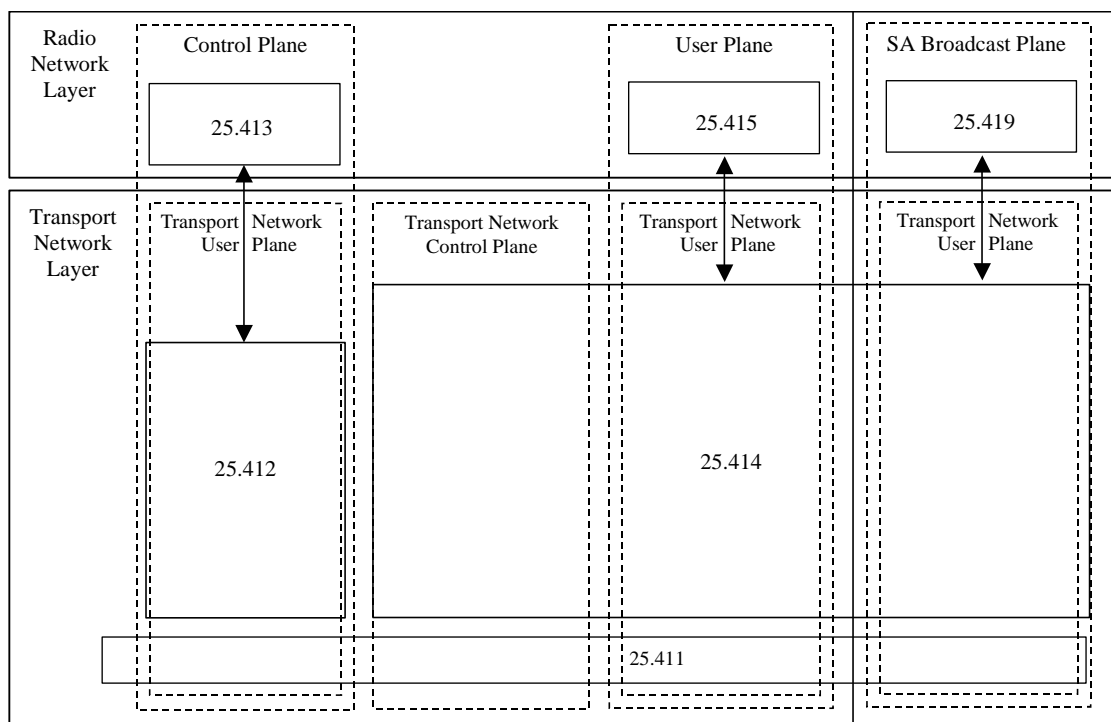 Radio
Network
Layer
Control Plane
User Plane
SA Broadcast Plane
25.413
25.415
25.419
Transport
Network
Layer
Transport Network
User Plane
Transport Network
Control Plane
Transport Network
User Plane
Transport Network
User Plane
25.412
25.414
25.411